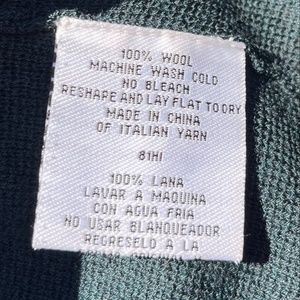 100% WOOL
MACHINE WASH COLD
NO BLEACH
RESHAPE AND LAY FLAT TO DRY
MADE IN CHINA
OF ITALIAN YARN
81HI
100% LANA
LAVAR A MAQUINA
CON AGUA FRIA
NO USAR BLANQUEADOR
REGRESELO A LA